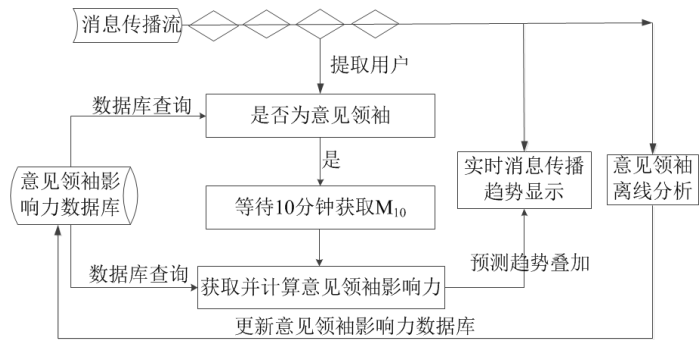 消息传播流
提取用户
数据库查询
是否为意见领袖
是
意见领袖影
响力数据库
等待10分钟获取M₁₀
实时消息传播
趋势显示
意见领袖
离线分析
数据库查询
获取并计算意见领袖影响力
预测趋势叠加
更新意见领袖影响力数据库